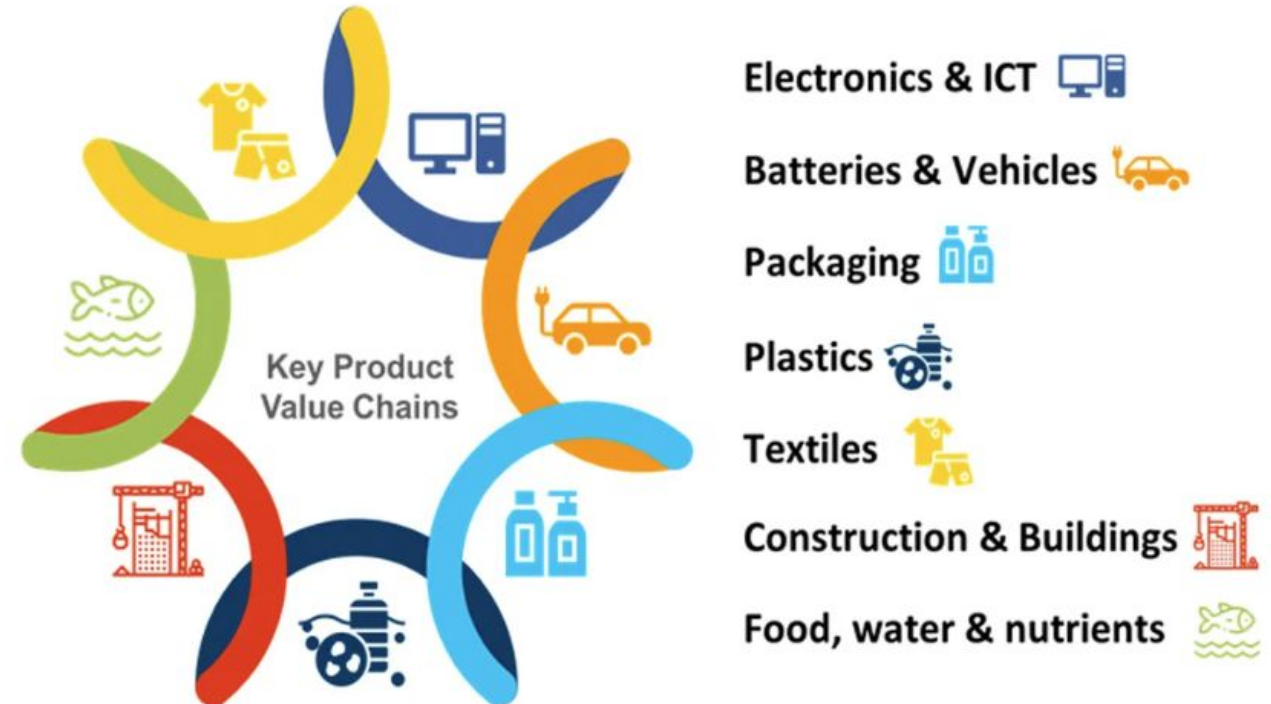 Key Product
Value Chains
Electronics & ICT
Batteries & Vehicles
Packaging
Plastics
Textiles
Construction & Buildings
Food, water & nutrients